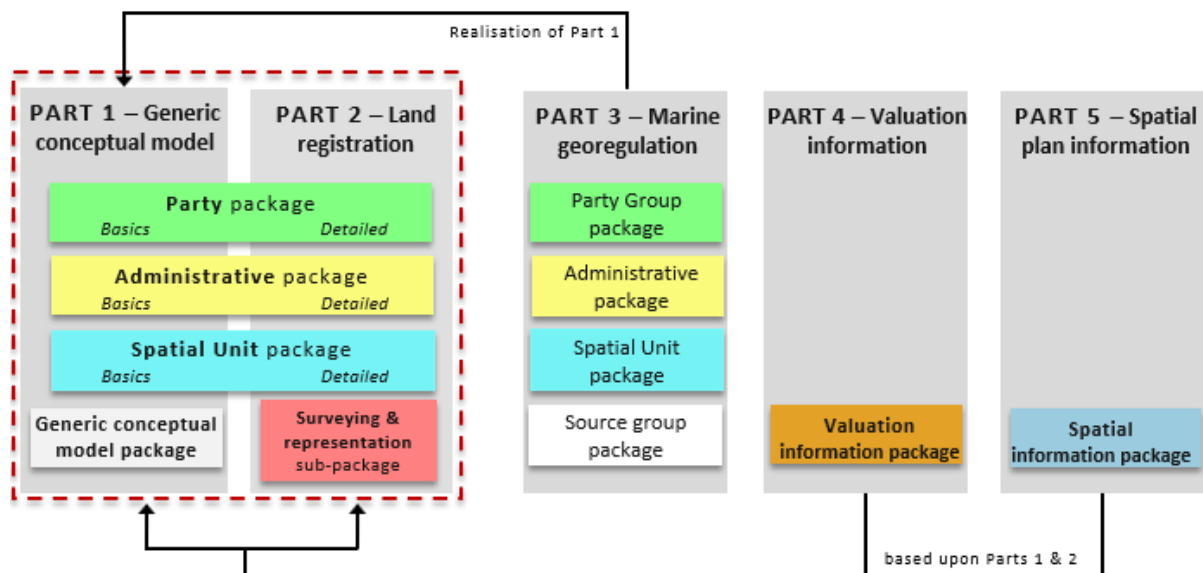 Realisation of Part 1
PART 1 – Generic
conceptual model
PART 2 – Land
registration
Party package
Basics
Detailed
Administrative package
Basics
Detailed
Spatial Unit package
Basics
Detailed
Generic conceptual
model package
Surveying &
representation
sub-package
PART 3 – Marine
georegulation
Party Group
package
Administrative
package
Spatial Unit
package
Source group
package
PART 4 – Valuation
information
Valuation
information package
PART 5 – Spatial
plan information
Spatial
information package
based upon Parts 1 & 2